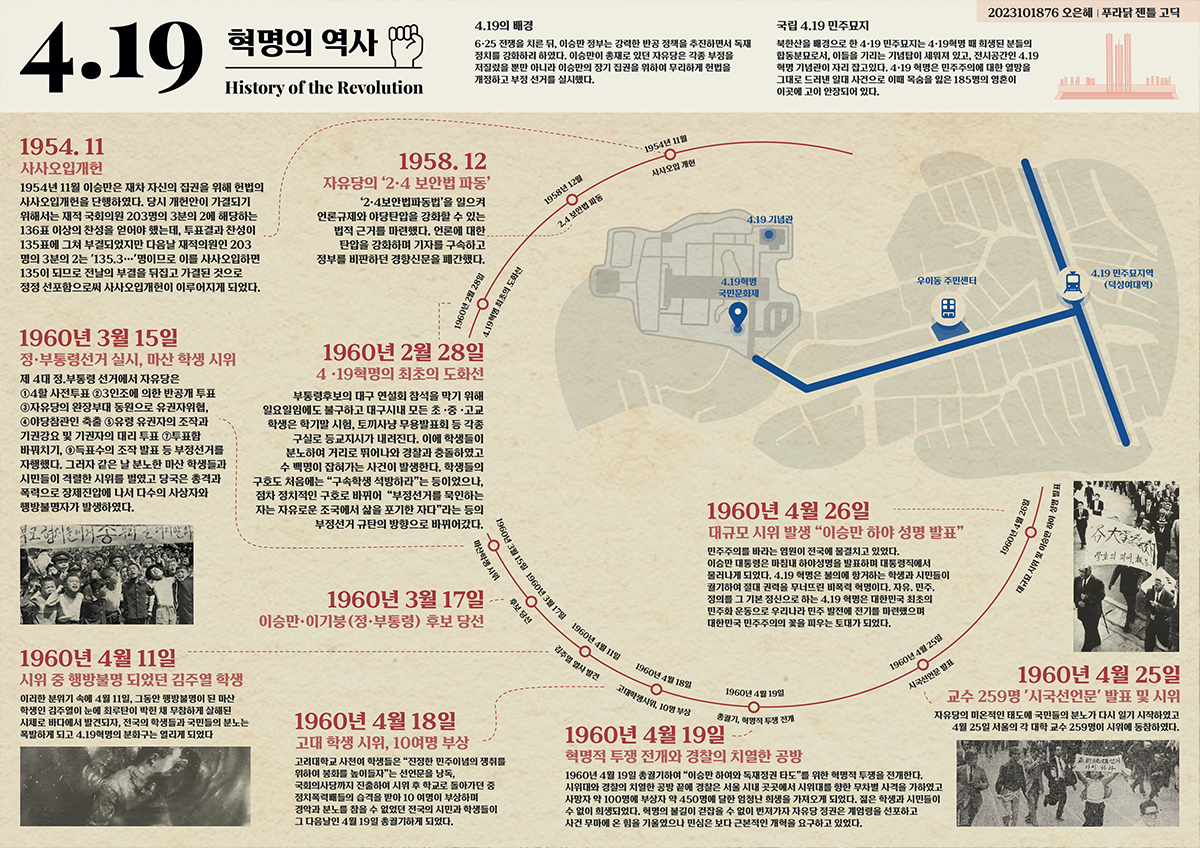 2023101876 오은혜 | 푸라닭 젠틀 고딕
4.19
혁명의 역사
History of the Revolution
4.19의 배경
6·25 전쟁을 치른 뒤, 이승만 정부는 강력한 반공 정책을 추진하면서 독재
정치를 강화하려 하였다. 이승만이 총재로 있던 자유당은 각종 부정을
저질렀을 뿐만 아니라 이승만의 장기 집권을 위하여 무리하게 헌법을
개정하고 부정 선거를 실시했다.
국립 4.19 민주묘지
북한산을 배경으로 한 4·19 민주묘지는 4·19혁명 때 희생된 분들의
합동분묘로서, 이들을 기리는 기념탑이 세워져 있고, 전시공간인 4.19
혁명 기념관이 자리 잡고있다. 4·19 혁명은 민주주의에 대한 열망을
그대로 드러낸 일대 사건으로 이때 목숨을 잃은 185명의 영혼이
이곳에 고이 안장되어 있다.
1954. 11
사사오입개헌
1954년 11월 이승만은 재차 자신의 집권을 위해 헌법의
사사오입개헌을 단행하였다. 당시 개헌안이 가결되기
위해서는 재적 국회의원 203명의 3분의 2에 해당하는
136표 이상의 찬성을 얻어야 했는데, 투표결과 찬성이
135표에 그쳐 부결되었지만 다음날 재적의원인 203
명의 3분의 2는 ‘135.3…’명이므로 이를 사사오입하면
135이 되므로 전날의 부결을 뒤집고 가결된 것으로
정정 선포함으로써 사사오입개헌이 이루어지게 되었다.
1958. 12
자유당의 ‘2·4 보안법 파동’
‘2·4보안법파동법’을 일으켜
언론규제와 야당탄압을 강화할 수 있는
법적 근거를 마련했다. 언론에 대한
탄압을 강화하며 기자를 구속하고
정부를 비판하던 경향신문을 폐간했다.
1954년 11월
사사오입 개헌
1958년 12월
2.4 보안법 파동
1960년 2월 28일
4.19혁명 최초의 도화선
4.19 기념관
4.19혁명
국민문화제
우이동 주민센터
4.19 민주묘지역
(덕성여대역)
1960년 3월 15일
정·부통령선거 실시, 마산 학생 시위
제 4대 정.부통령 선거에서 자유당은
①4할 사전투표 ②3인조에 의한 반공개 투표
③자유당의 완장부대 동원으로 유권자위협,
④야당참관인 축출 ⑤유령 유권자의 조작과
기권강요 및 기권자의 대리 투표 ⑦투표함
바꿔치기, ⑨득표수의 조작 발표 등 부정선거를
자행했다. 그러자 같은 날 분노한 마산 학생들과
시민들이 격렬한 시위를 벌였고 당국은 총격과
폭력으로 장제진압에 나서 다수의 사상자와
행방불명자가 발생하였다.
1960년 2월 28일
4 ·19혁명의 최초의 도화선
부통령후보의 대구 연설회 참석을 막기 위해
일요일임에도 불구하고 대구시내 모든 초 ·중 ·고교
학생은 학기말 시험, 토끼사냥 무용발표회 등 각종
구실로 등교지시가 내려진다. 이에 학생들이
분노하여 거리로 뛰어나와 경찰과 충돌하였고
수 백명이 잡혀가는 사건이 발생한다. 학생들의
구호도 처음에는 “구속학생 석방하라”는 등이었으나,
점차 정치적인 구호로 바뀌어 “부정선거를 묵인하는
자는 자유로운 조국에서 삶을 포기한 자다”라는 등의
부정선거 규탄의 방향으로 바뀌어갔다.
1960년 3월 15일
마산학생 시위
1960년 3월 17일
후보 당선
1960년 4월 11일
김주열 열사 발견
1960년 4월 18일
고대학생시위, 10명 부상
1960년 4월 19일
총궐기, 혁명적 투쟁 전개
1960년 4월 25일
시국선언문 발표
1960년 4월 26일
대규모 시위 및 이승만 하야 성명 발표
1960년 3월 17일
이승만·이기붕(정·부통령) 후보 당선
1960년 4월 26일
대규모 시위 발생 “이승만 하야 성명 발표”
민주주의를 바라는 염원이 전국에 물결치고 있었다.
이승만 대통령은 마침내 하야성명을 발표하며 대통령직에서
물러나게 되었다. 4.19 혁명은 불의에 항거하는 학생과 시민들이
궐기하여 절대 권력을 무너뜨린 비폭력 혁명이다. 자유, 민주,
정의를 그 기본 정신으로 하는 4.19 혁명은 대한민국 최초의
민주화 운동으로 우리나라 민주 발전에 전기를 마련했으며
대한민국 민주주의의 꽃을 피우는 토대가 되었다.
1960년 4월 11일
시위 중 행방불명 되었던 김주열 학생
이러한 분위기 속에 4월 11일, 그동안 행방불명이 된 마산
학생인 김주열이 눈에 최루탄이 박힌 채 무참하게 살해된
시체로 바다에서 발견되자, 전국의 학생들과 국민들의 분노는
폭발하게 되고 4.19혁명의 분화구는 열리게 되었다
1960년 4월 18일
고대 학생 시위, 10여명 부상
고려대학교 사천여 학생들은 “진정한 민주이념의 쟁취를
위하여 봉화를 높이들자”는 선언문을 낭독,
국회의사당까지 진출하여 시위 후 학교로 돌아가던 중
정치폭력배들의 습격을 받아 10 여명이 부상하며
경악과 분노를 참을 수 없었던 전국의 시민과 학생들이
그 다음날인 4월 19일 총궐기하게 되었다.
1960년 4월 19일
혁명적 투쟁 전개와 경찰의 치열한 공방
1960년 4월 19일 총궐기하여 “이승만 하여와 독재정권 타도”를 위한 혁명적 투쟁을 전개한다.
시위대와 경찰의 치열한 공방 끝에 경찰은 서울 시내 곳곳에서 시위대를 향한 무차별 사격을 가하였고
사망자 약 100명에 부상자 약 450명에 달한 엄청난 희생을 가져오게 되었다. 젊은 학생과 시민들이
수 없이 희생되었다. 혁명의 불길이 걷잡을 수 없이 번져가자 자유당 정권은 계엄령을 선포하고
사건 무마에 온 힘을 기울였으나 민심은 보다 근본적인 개혁을 요구하고 있었다.
1960년 4월 25일
교수 259명 ‘시국선언문’ 발표 및 시위
자유당의 미온적인 태도에 국민들의 분노가 다시 일기 시작하였고
4월 25일 서울의 각 대학 교수 259명이 시위에 동참하였다.